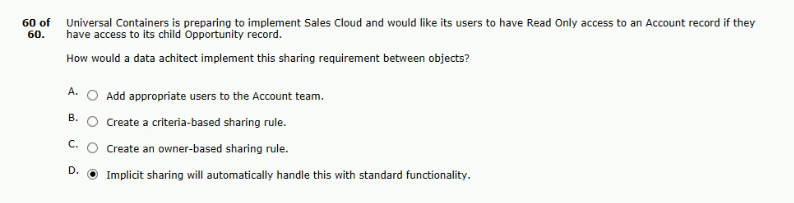 60 of Universal Containers is preparing to implement Sales Cloud and would like its users to have Read Only access to an Account record if they
60. have access to its child Opportunity record.
How would a data achitect implement this sharing requirement between objects?
A. Add appropriate users to the Account team.
B. Create a criteria-based sharing rule.
C. Create an owner-based sharing rule.
D. Implicit sharing will automatically handle this with standard functionality.